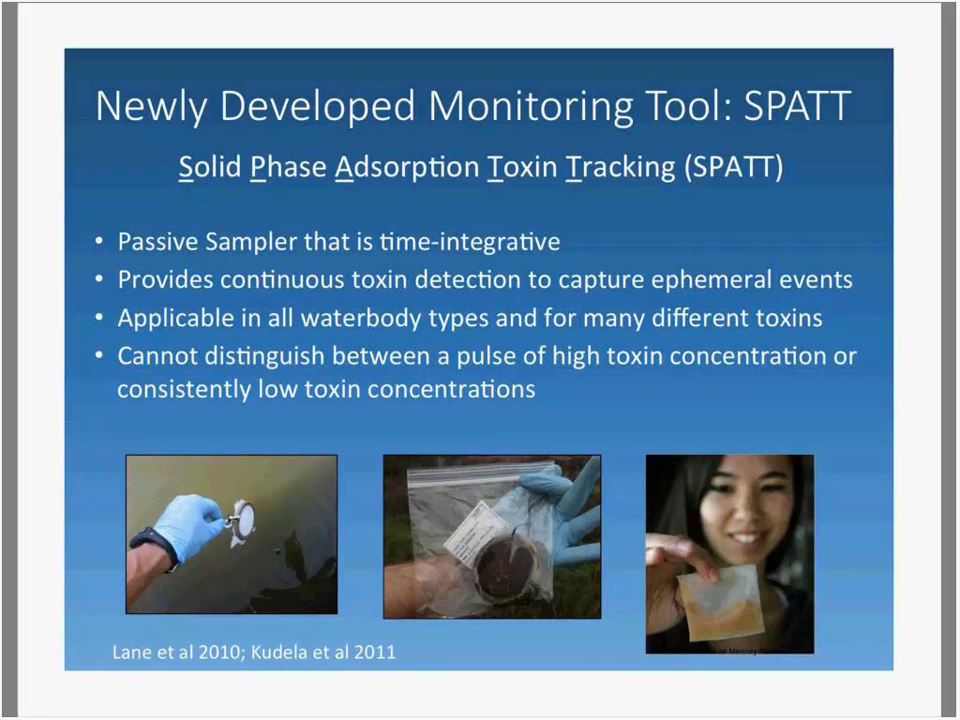 Newly Developed Monitoring Tool: SPATT
Solid Phase Adsorption Toxin Tracking (SPATT)
• Passive Sampler that is time-integrative
• Provides continuous toxin detection to capture ephemeral events
• Applicable in all waterbody types and for many different toxins
• Cannot distinguish between a pulse of high toxin concentration or
consistently low toxin concentrations
Lane et al 2010; Kudela et al 2011